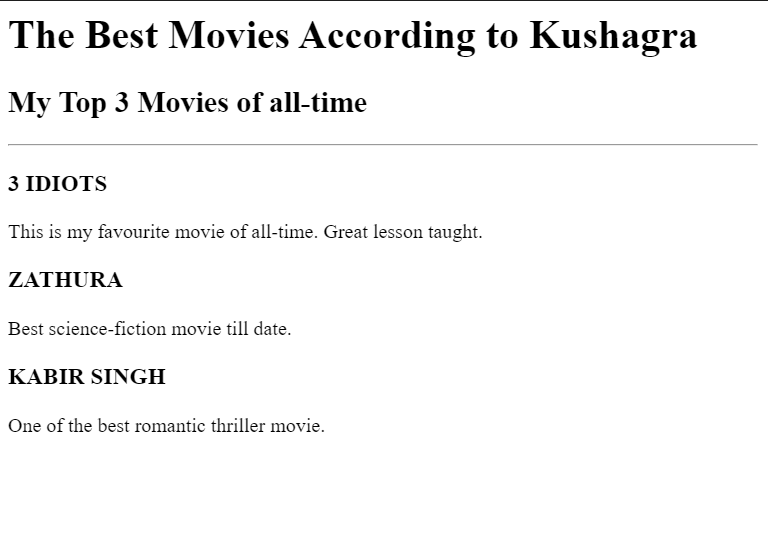 The Best Movies According to Kushagra
My Top 3 Movies of all-time
3 IDIOTS
This is my favourite movie of all-time. Great lesson taught.
ZATHURA
Best science-fiction movie till date.
KABIR SINGH
One of the best romantic thriller movie.